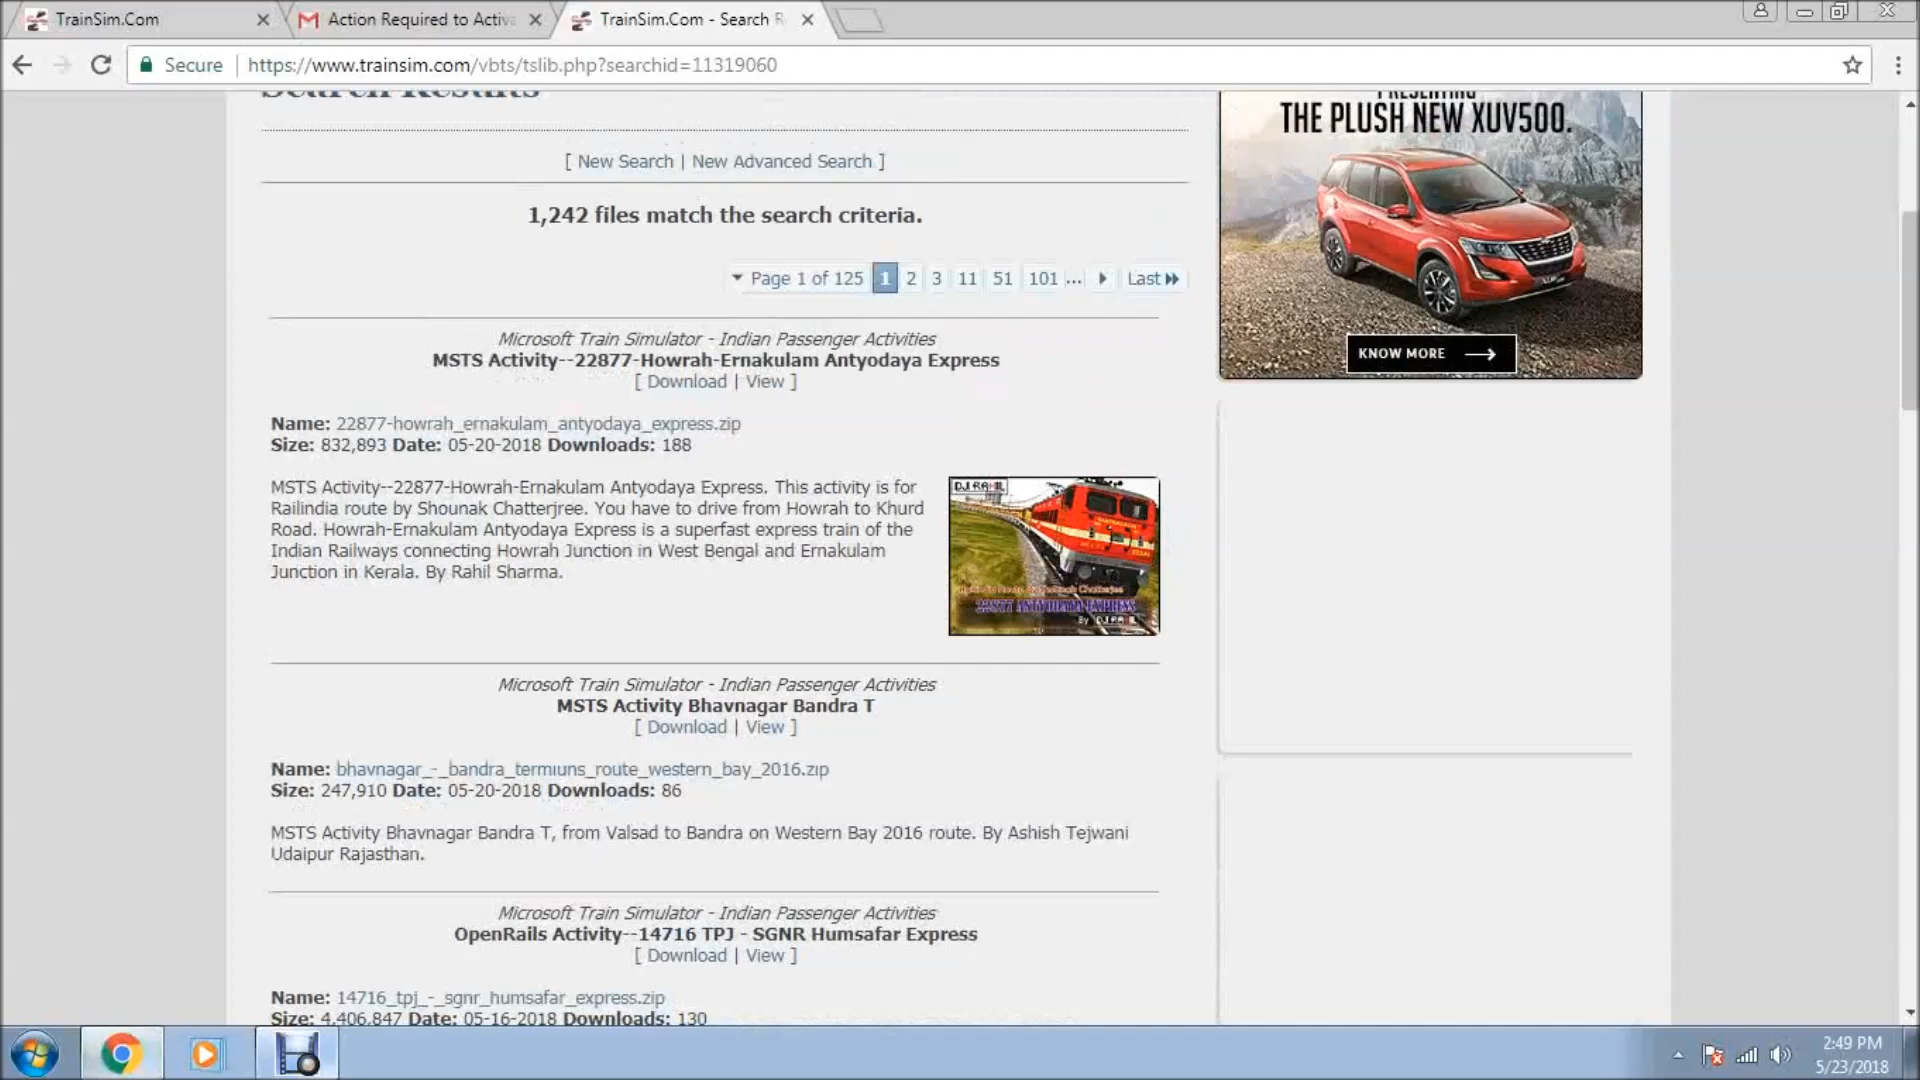 TrainSim.Com
Action Required to Activ
TrainSim.Com - Search R
Secure
https://www.trainsim.com/vbts/tslib.php?searchid=11319060
Search Results
[ New Search | New Advanced Search ]
1,242 files match the search criteria.
Page 1 of 125 1 2 3 11 51 101 ... Last
Microsoft Train Simulator - Indian Passenger Activities
MSTS Activity--22877-Howrah-Ernakulam Antyodaya Express
[ Download | View ]
Name: 22877-howrah_ernakulam_antyodaya_express.zip
Size: 832,893 Date: 05-20-2018 Downloads: 188
MSTS Activity--22877-Howrah-Ernakulam Antyodaya Express. This activity is for
Railindia route by Shounak Chatterjree. You have to drive from Howrah to Khurd
Road. Howrah-Ernakulam Antyodaya Express is a superfast express train of the
Indian Railways connecting Howrah Junction in West Bengal and Ernakulam
Junction in Kerala. By Rahil Sharma.
DJ RAHIL
22877 ANTYODAYA EXPRESS
By DJ RAHIL
Microsoft Train Simulator - Indian Passenger Activities
MSTS Activity Bhavnagar Bandra T
[ Download | View ]
Name: bhavnagar_-_bandra_termiuns_route_western_bay_2016.zip
Size: 247,910 Date: 05-20-2018 Downloads: 86
MSTS Activity Bhavnagar Bandra T, from Valsad to Bandra on Western Bay 2016 route. By Ashish Tejwani
Udaipur Rajasthan.
Microsoft Train Simulator - Indian Passenger Activities
OpenRails Activity--14716 TPJ - SGNR Humsafar Express
[ Download | View ]
Name: 14716_tpj_-_sgnr_humsafar_express.zip
Size: 4,406,847 Date: 05-16-2018 Downloads: 130
PRESENTING
THE PLUSH NEW XUV500.
KNOW MORE
2:49 PM
5/23/2018